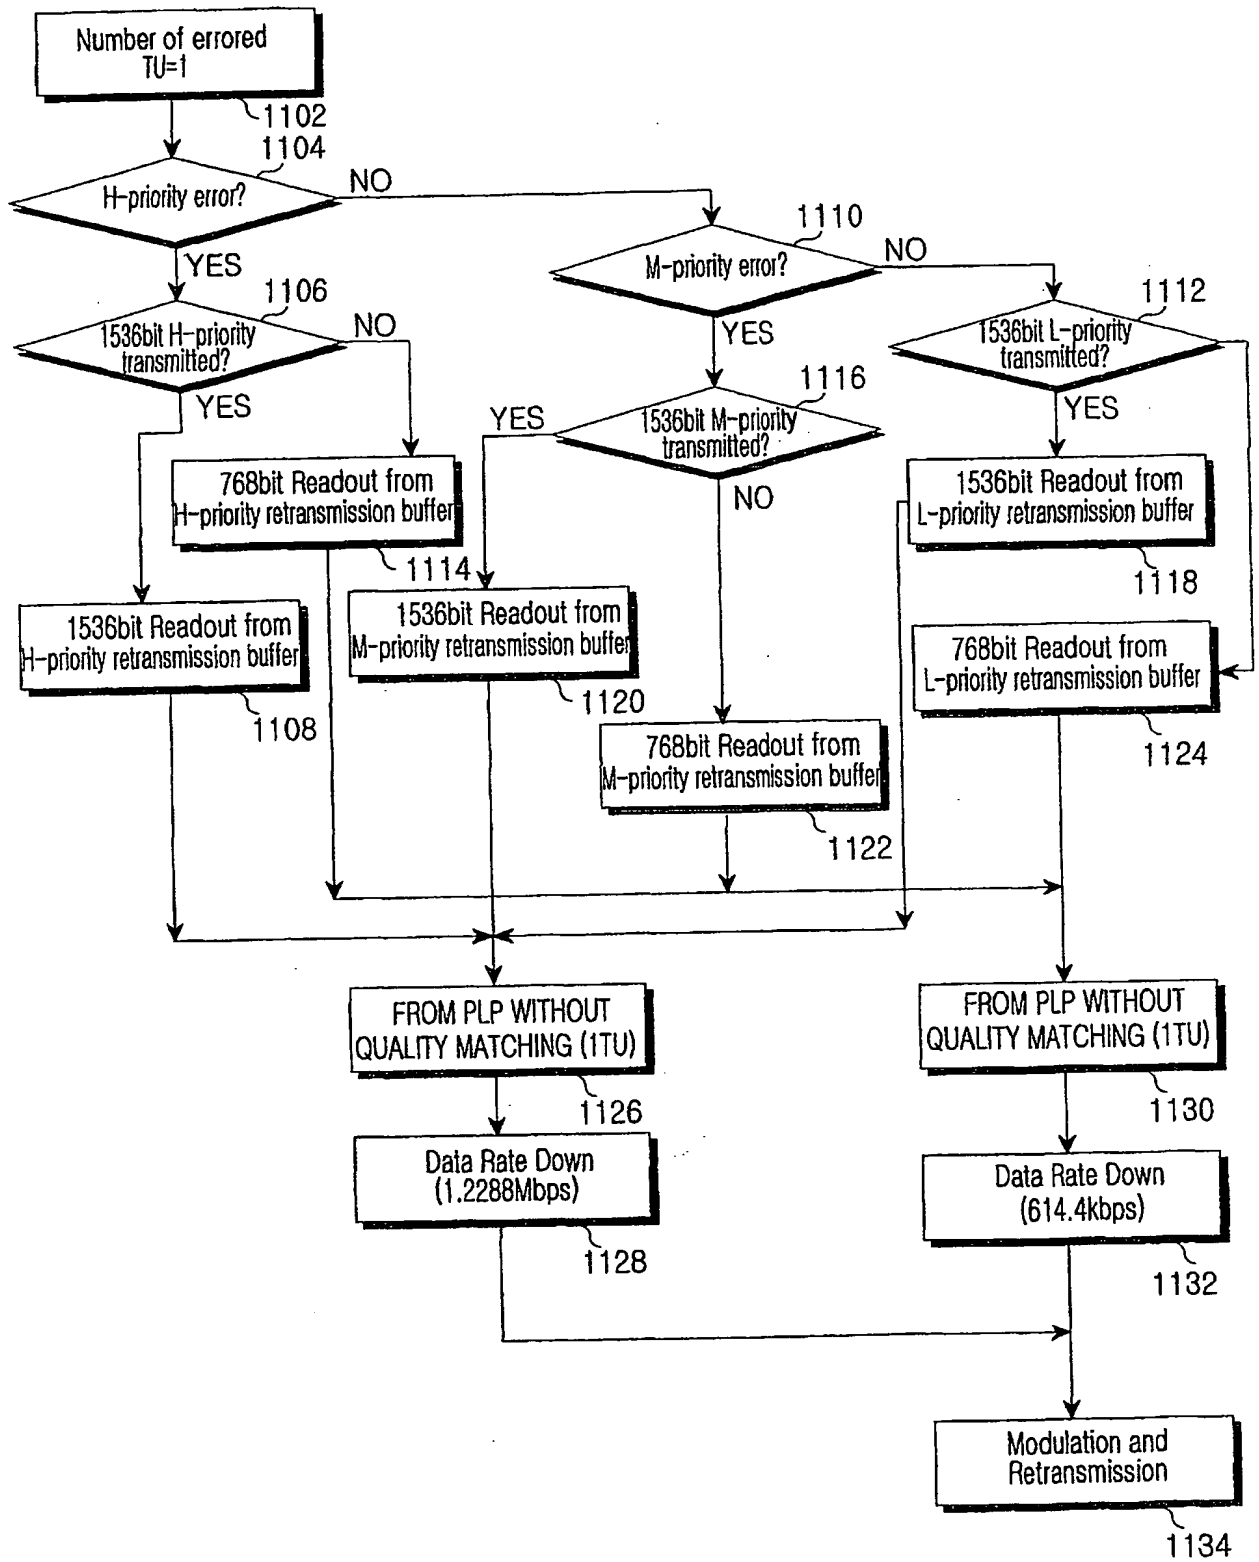 Number of errored
TU=1
1102
1104
H-priority error?
NO
YES
1110
M-priority error?
NO
YES
1106
1536bit H-priority
transmitted?
NO
YES
1112
1536bit L-priority
transmitted?
YES
1116
1536bit M-priority
transmitted?
YES
NO
768bit Readout from
H-priority retransmission buffer
1114
1536bit Readout from
L-priority retransmission buffer
1118
1536bit Readout from
H-priority retransmission buffer
1108
1536bit Readout from
M-priority retransmission buffer
1120
768bit Readout from
L-priority retransmission buffer
1124
768bit Readout from
M-priority retransmission buffer
1122
FROM PLP WITHOUT
QUALITY MATCHING (1TU)
1126
FROM PLP WITHOUT
QUALITY MATCHING (1TU)
1130
Data Rate Down
(1.2288Mbps)
1128
Data Rate Down
(614.4kbps)
1132
Modulation and
Retransmission
1134